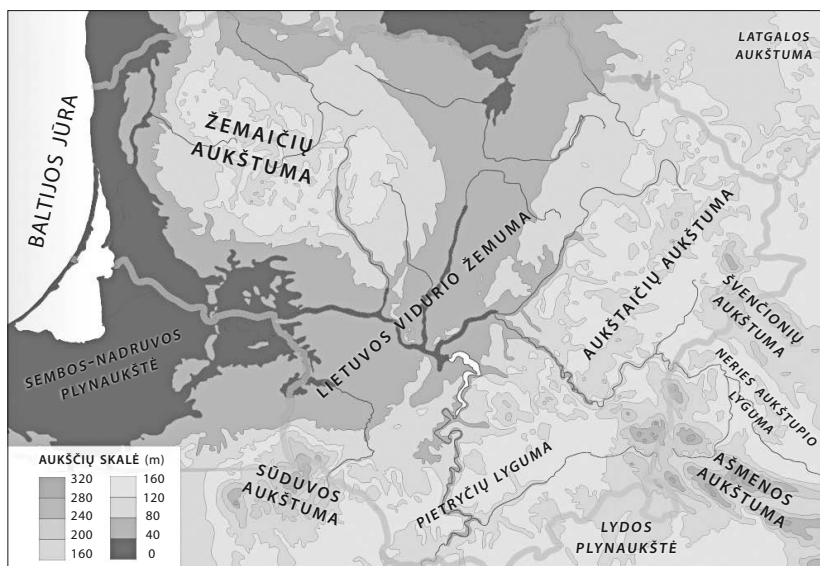 LATGALOS
AUKŠTUMA
ŽEMAIČIŲ
AUKŠTUMA
BALTIJOS JŪRA
LIETUVOS VIDURIO ŽEMUMA
AUKŠTAIČIŲ AUKŠTUMA
ŠVENČIONIŲ
AUKŠTUMA
NERIES AUKŠTUPIO
LYGUMA
SEMBOS–NADRUVOS
PLYNAUKŠTĖ
AŠMENOS
AUKŠTUMA
SŪDUVOS
AUKŠTUMA
PIETRYČIŲ LYGUMA
LYDOS
PLYNAUKŠTĖ
AUKŠČIŲ SKALĖ (m)
320 160
280 120
240 80
200 40
160 0